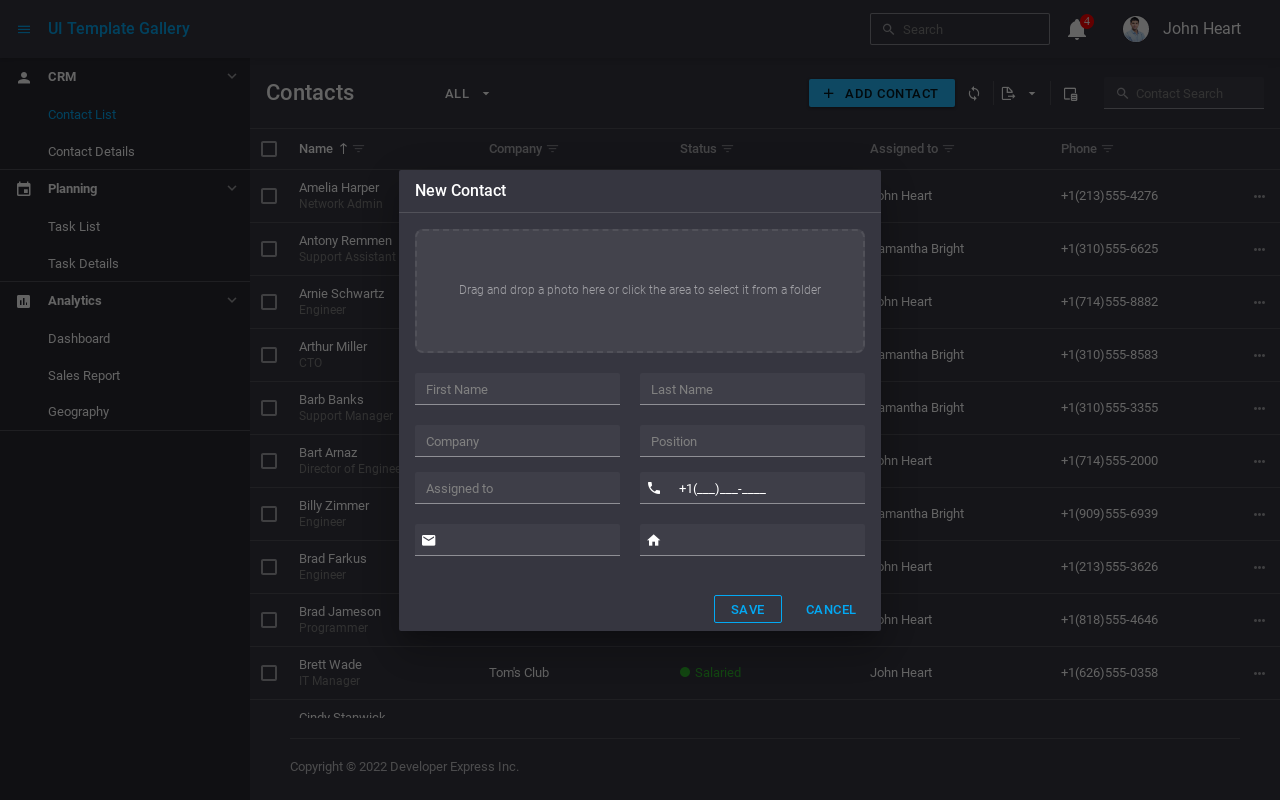 UI Template Gallery
Search
4
John Heart
CRM
Contact List
Contact Details
Planning
Task List
Task Details
Analytics
Dashboard
Sales Report
Geography
Contacts
ALL
ADD CONTACT
Contact Search
Name Company Status Assigned to Phone
Amelia Harper
Network Admin
ohn Heart
+1(213)555-4276
Antony Remmen
Support Assistant
amantha Bright
+1(310)555-6625
Arnie Schwartz
Engineer
ohn Heart
+1(714)555-8882
Arthur Miller
CTO
amantha Bright
+1(310)555-8583
Barb Banks
Support Manager
amantha Bright
+1(310)555-3355
Bart Arnaz
Director of Enginee
ohn Heart
+1(714)555-2000
Billy Zimmer
Engineer
amantha Bright
+1(909)555-6939
Brad Farkus
Engineer
ohn Heart
+1(213)555-3626
Brad Jameson
Programmer
ohn Heart
+1(818)555-4646
Brett Wade
IT Manager
Tom's Club
Salaried
John Heart
+1(626)555-0358
Cindy Stanwick
New Contact
Drag and drop a photo here or click the area to select it from a folder
First Name
Last Name
Company
Position
Assigned to
+1(___)___-____
SAVE
CANCEL
Copyright © 2022 Developer Express Inc.